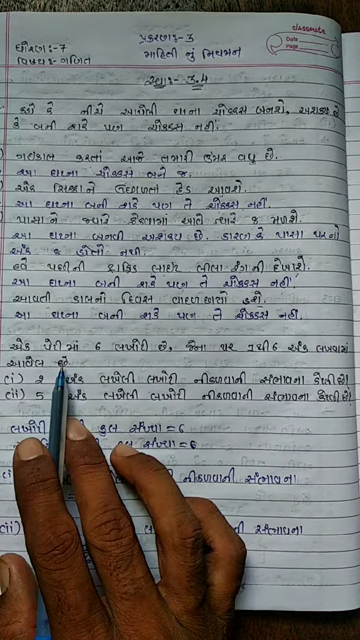 classmate
Date
Page
પ્રકરણ:-3
ધોરણ:-7
માહિતી નું નિયમન
વિષય:- ગણિત
સ્વા:- 3.4
કહો કે નીચે આપેલી ઘટના ચોક્કસ બનશે, અશક્ય છે
કે બની શકે પણ ચોક્કસ નહીં.
ગઈકાલ કરતાં આજે તમારી ઉંમર વધુ છે.
આ ઘટના ચોક્કસ બને જ.
એક સિક્કાને ઉછાળતા હેડ આવશે.
આ ઘટના બની શકે પણ તે ચોક્કસ નહીં.
પાસાને જ્યારે ફેંકવામાં આવે ત્યારે 8 મળશે.
આ ઘટના બનવી અશક્ય છે. કારણ કે પાસા પર નો
અંક 8 હોતો નથી.
હવે પછીની ટ્રાફિક લાઈટ લીલા રંગની દેખાશે.
આ ઘટના બની શકે પણ તે ચોક્કસ નહીં.
આવતી કાલનો દિવસ વાદળછાયો હશે.
આ ઘટના બની શકે પણ તે ચોક્કસ નહીં.
એક પેટી માં 6 લખોટી છે, જેના પર 1 થી 6 અંક લખવામાં
આવેલ છે
(i) 2 અંક લખેલી લખોટી નીકળવાની સંભાવના કેટલી?
(ii) 5 અંક લખેલી લખોટી નીકળવાની સંભાવના કેટલી?
લખોટી કુલ સંખ્યા = 6
કુલ સંખ્યા = 6
(i) નીકળવાની સંભાવના
(ii) ની સંભાવના